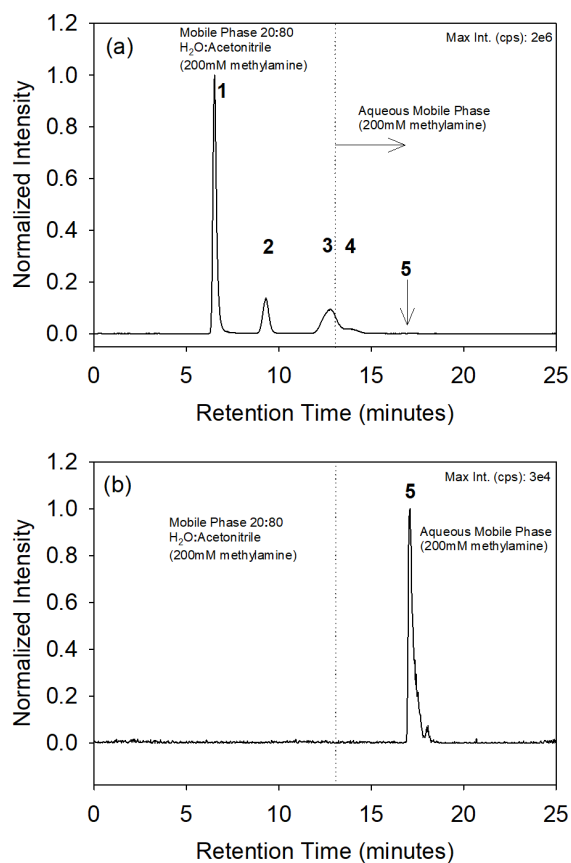 (a)
Mobile Phase 20:80
H₂O:Acetonitrile
(200mM methylamine)
Max Int. (cps): 2e6
Aqueous Mobile Phase
(200mM methylamine)
1
2
3
4
5
Normalized Intensity
1.2
1.0
0.8
0.6
0.4
0.2
0.0
0 5 10 15 20 25
Retention Time (minutes)
(b)
Max Int. (cps): 3e4
5
Mobile Phase 20:80
H₂O:Acetonitrile
(200mM methylamine)
Aqueous Mobile Phase
(200mM methylamine)
Normalized Intensity
1.2
1.0
0.8
0.6
0.4
0.2
0.0
0 5 10 15 20 25
Retention Time (minutes)